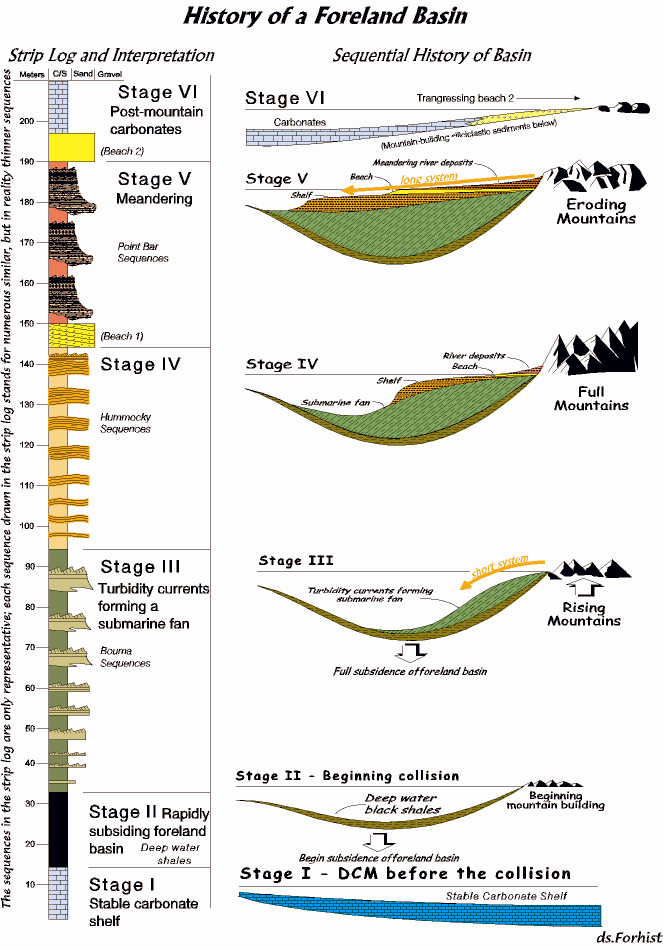 History of a Foreland Basin
Strip Log and Interpretation
Sequential History of Basin
The sequences in the strip log are only representative; each sequence drawn in the strip log stands for numerous similar, but in reality thinner sequences
Meters C/S Sand Gravel
200
190
180
170
160
150
140
130
120
110
100
90
80
70
60
50
40
30
20
10
Stage VI
Post-mountain
carbonates
(Beach 2)
Stage V
Meandering
Point Bar
Sequences
(Beach 1)
Stage IV
Hummocky
Sequences
Stage III
Turbidity currents
forming a
submarine fan
Bouma
Sequences
Stage II Rapidly
subsiding foreland
basin Deep water
shales
Stage I
Stable carbonate
shelf
Stage VI
Trangressing beach 2
Carbonates
(Mountain-building siliciclastic sediments below)
Stage V
Meandering river deposits
Beach
long system
Shelf
Eroding
Mountains
Stage IV
River deposits
Beach
Shelf
Submarine fan
Full
Mountains
Stage III
short system
Turbidity currents forming
submarine fan
Rising
Mountains
Full subsidence of foreland basin
Stage II - Beginning collision
Deep water
black shales
Beginning
mountain building
Begin subsidence of foreland basin
Stage I - DCM before the collision
Stable Carbonate Shelf
ds.Forhist